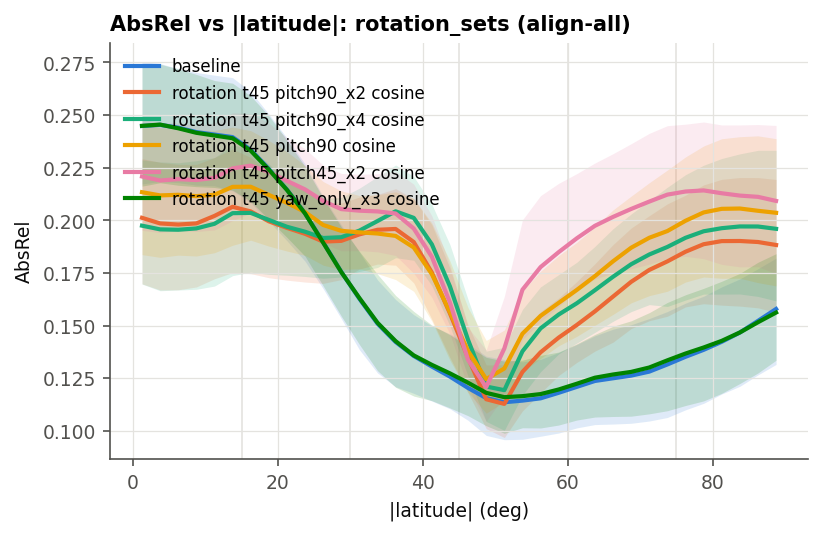 AbsRel vs |latitude|: rotation_sets (align-all)
baseline
rotation t45 pitch90_x2 cosine
rotation t45 pitch90_x4 cosine
rotation t45 pitch90 cosine
rotation t45 pitch45_x2 cosine
rotation t45 yaw_only_x3 cosine
AbsRel
0.275
0.250
0.225
0.200
0.175
0.150
0.125
0.100
0 20 40 60 80
|latitude| (deg)